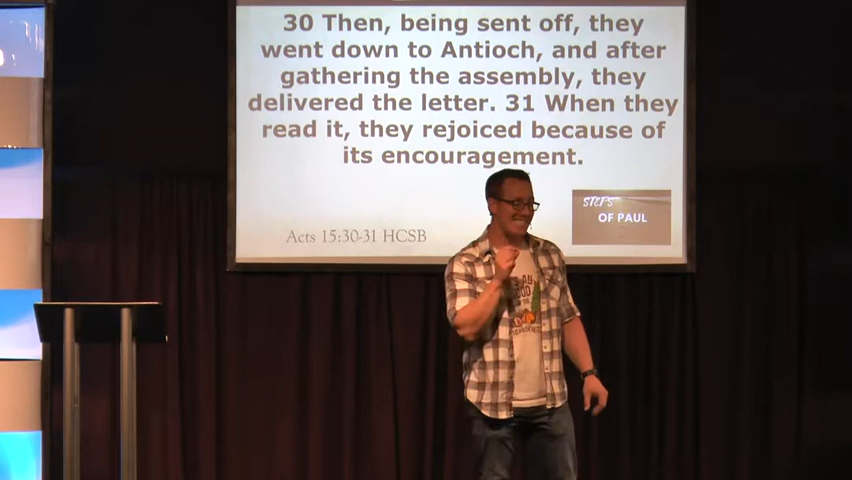 30 Then, being sent off, they
went down to Antioch, and after
gathering the assembly, they
delivered the letter. 31 When they
read it, they rejoiced because of
its encouragement.
STEPS
OF PAUL
Acts 15:30-31 HCSB